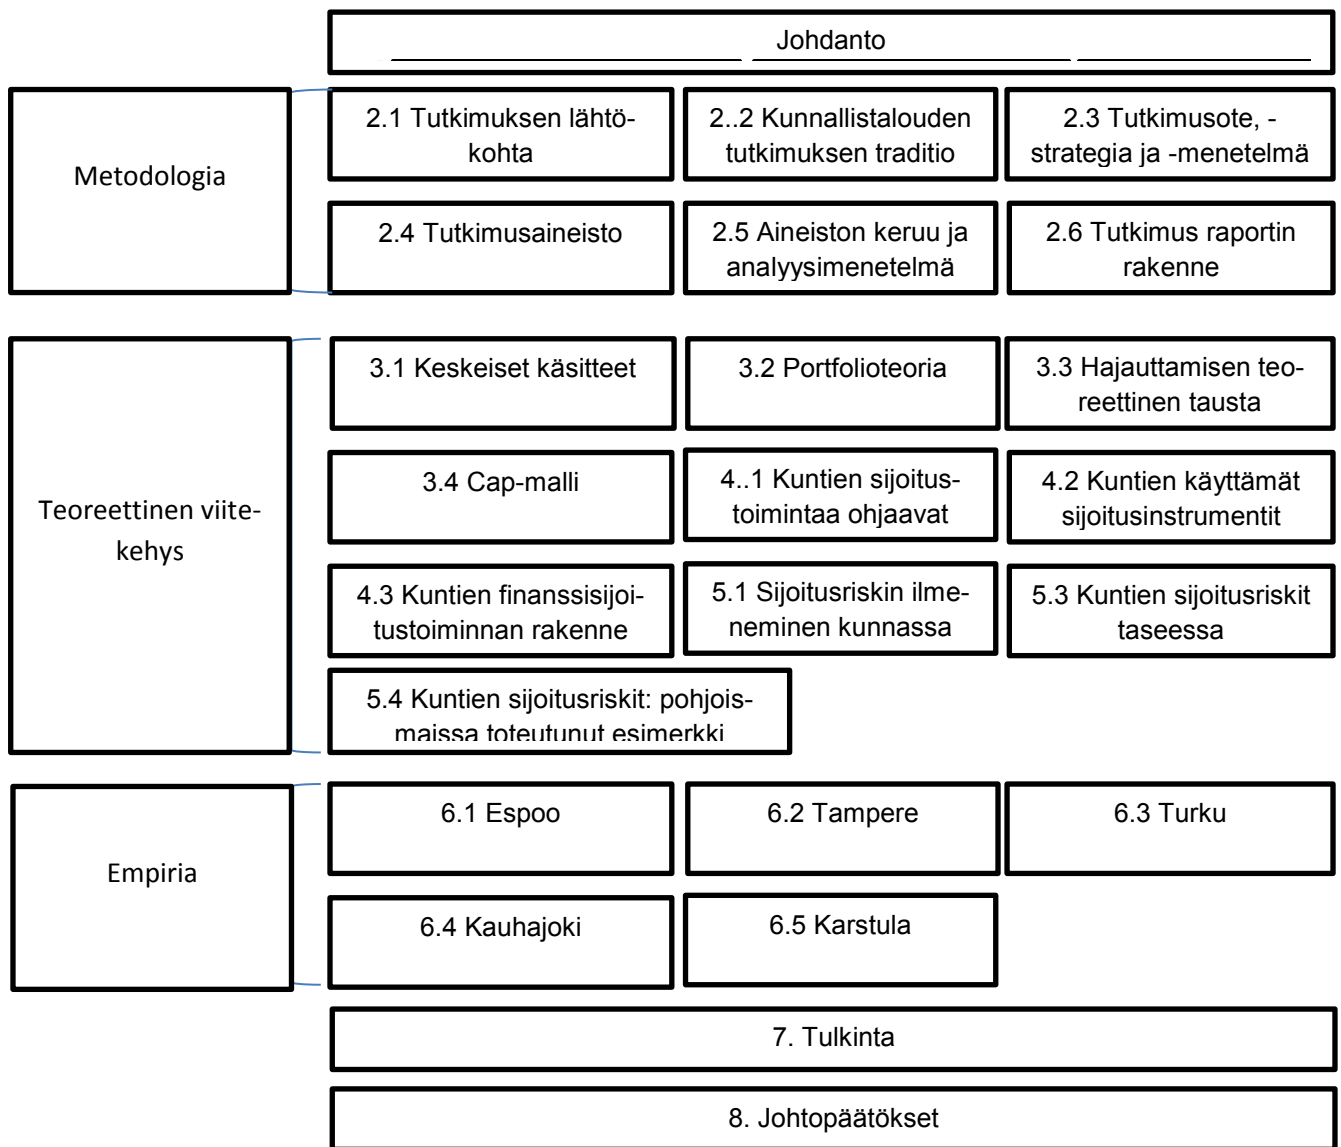 Johdanto
Metodologia
2.1 Tutkimuksen lähtö-
kohta
2..2 Kunnallistalouden
tutkimuksen traditio
2.3 Tutkimusote, -
strategia ja -menetelmä
2.4 Tutkimusaineisto
2.5 Aineiston keruu ja
analyysimenetelmä
2.6 Tutkimus raportin
rakenne
Teoreettinen viite-
kehys
3.1 Keskeiset käsitteet
3.2 Portfolioteoria
3.3 Hajauttamisen teo-
reettinen tausta
3.4 Cap-malli
4..1 Kuntien sijoitus-
toimintaa ohjaavat
4.2 Kuntien käyttämät
sijoitusinstrumentit
4.3 Kuntien finanssisijoi-
tustoiminnan rakenne
5.1 Sijoitusriskin ilme-
neminen kunnassa
5.3 Kuntien sijoitusriskit
taseessa
5.4 Kuntien sijoitusriskit: pohjois-
maissa toteutunut esimerkki
Empiria
6.1 Espoo
6.2 Tampere
6.3 Turku
6.4 Kauhajoki
6.5 Karstula
7. Tulkinta
8. Johtopäätökset